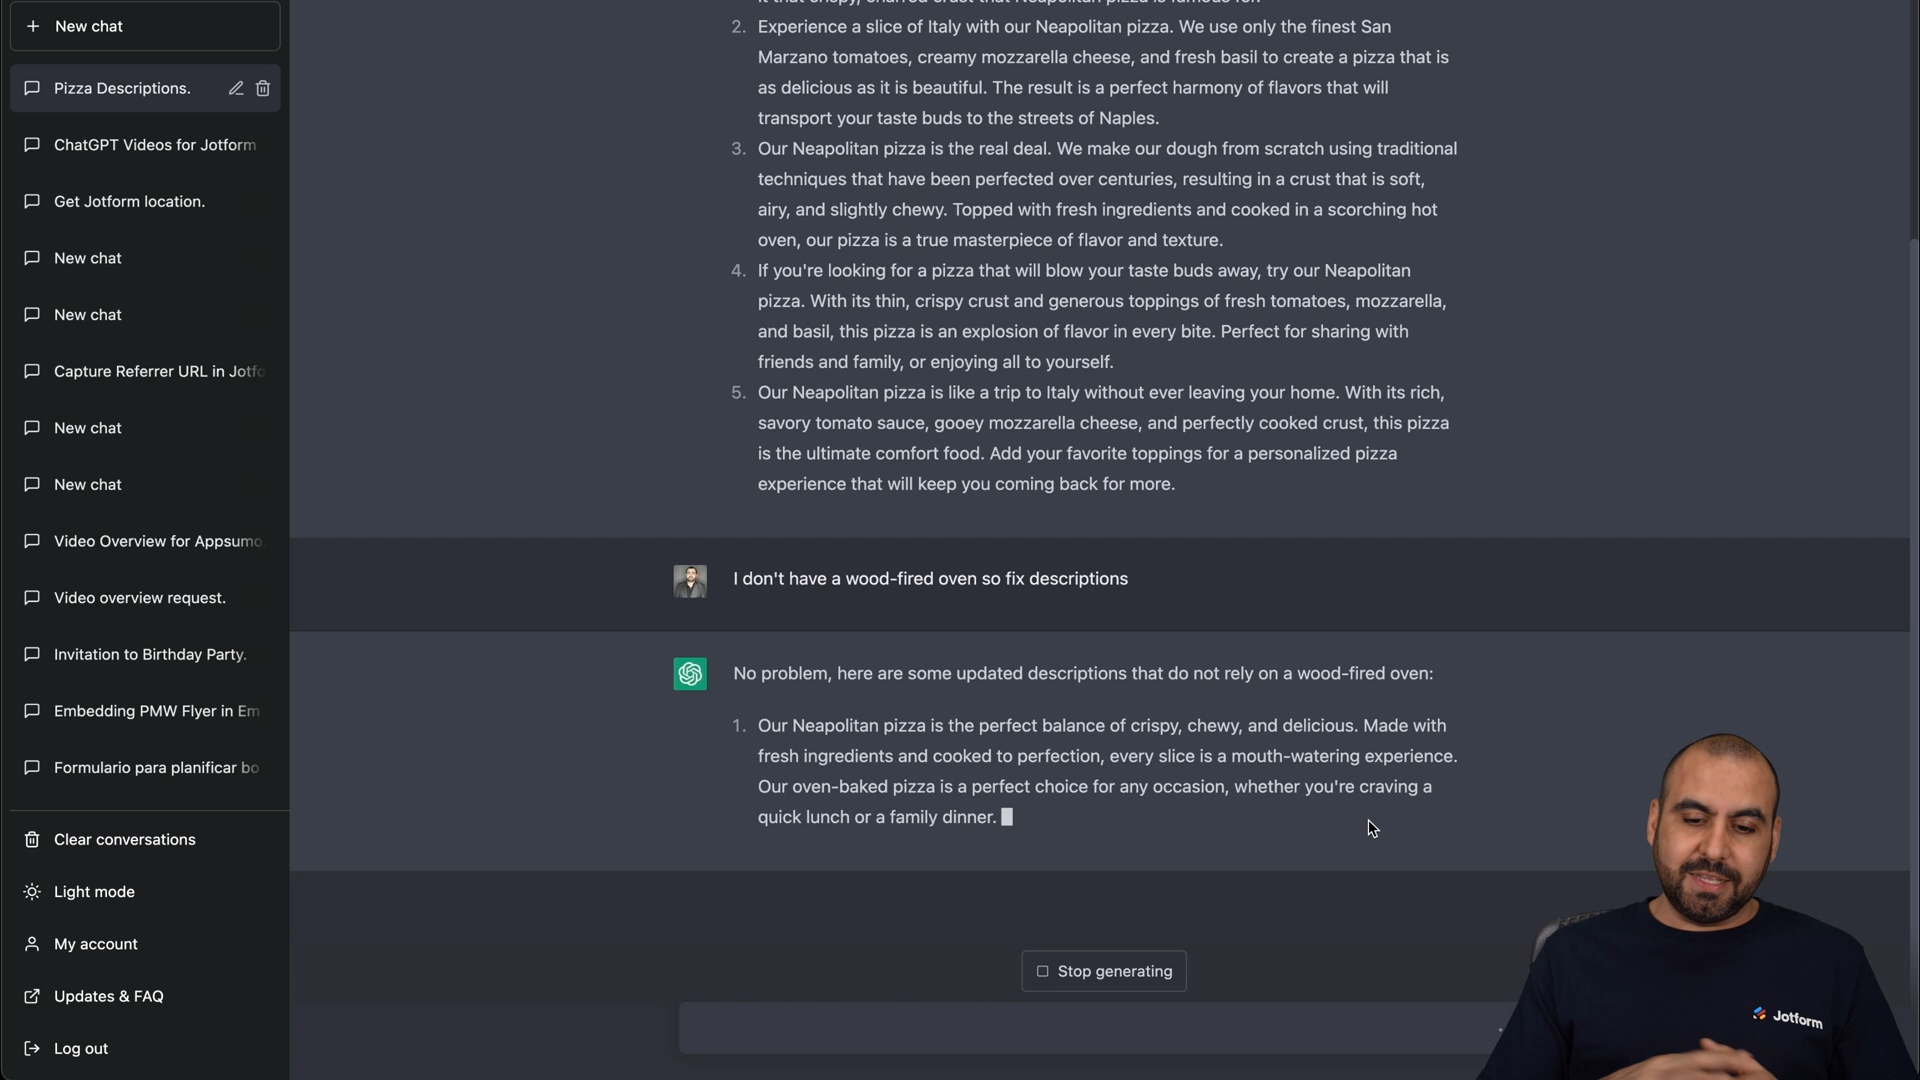 New chat
Pizza Descriptions.
ChatGPT Videos for Jotform
Get Jotform location.
New chat
New chat
Capture Referrer URL in Jotfo
New chat
New chat
Video Overview for Appsumo
Video overview request.
Invitation to Birthday Party.
Embedding PMW Flyer in Em
Formulario para planificar bo
Clear conversations
Light mode
My account
Updates & FAQ
Log out
2. Experience a slice of Italy with our Neapolitan pizza. We use only the finest San
Marzano tomatoes, creamy mozzarella cheese, and fresh basil to create a pizza that is
as delicious as it is beautiful. The result is a perfect harmony of flavors that will
transport your taste buds to the streets of Naples.
3. Our Neapolitan pizza is the real deal. We make our dough from scratch using traditional
techniques that have been perfected over centuries, resulting in a crust that is soft,
airy, and slightly chewy. Topped with fresh ingredients and cooked in a scorching hot
oven, our pizza is a true masterpiece of flavor and texture.
4. If you're looking for a pizza that will blow your taste buds away, try our Neapolitan
pizza. With its thin, crispy crust and generous toppings of fresh tomatoes, mozzarella,
and basil, this pizza is an explosion of flavor in every bite. Perfect for sharing with
friends and family, or enjoying all to yourself.
5. Our Neapolitan pizza is like a trip to Italy without ever leaving your home. With its rich,
savory tomato sauce, gooey mozzarella cheese, and perfectly cooked crust, this pizza
is the ultimate comfort food. Add your favorite toppings for a personalized pizza
experience that will keep you coming back for more.
I don't have a wood-fired oven so fix descriptions
No problem, here are some updated descriptions that do not rely on a wood-fired oven:
1. Our Neapolitan pizza is the perfect balance of crispy, chewy, and delicious. Made with
fresh ingredients and cooked to perfection, every slice is a mouth-watering experience.
Our oven-baked pizza is a perfect choice for any occasion, whether you're craving a
quick lunch or a family dinner.
Stop generating
Jotform